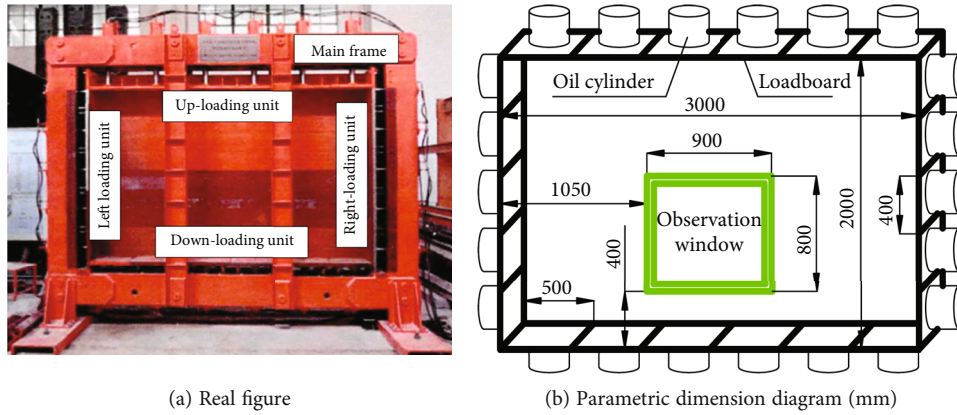 Main frame
Up-loading unit
Left loading unit
Right-loading unit
Down-loading unit
(a) Real figure
Oil cylinder
Loadboard
3000
900
1050
2000
400
Observation
window
800
400
500
(b) Parametric dimension diagram (mm)